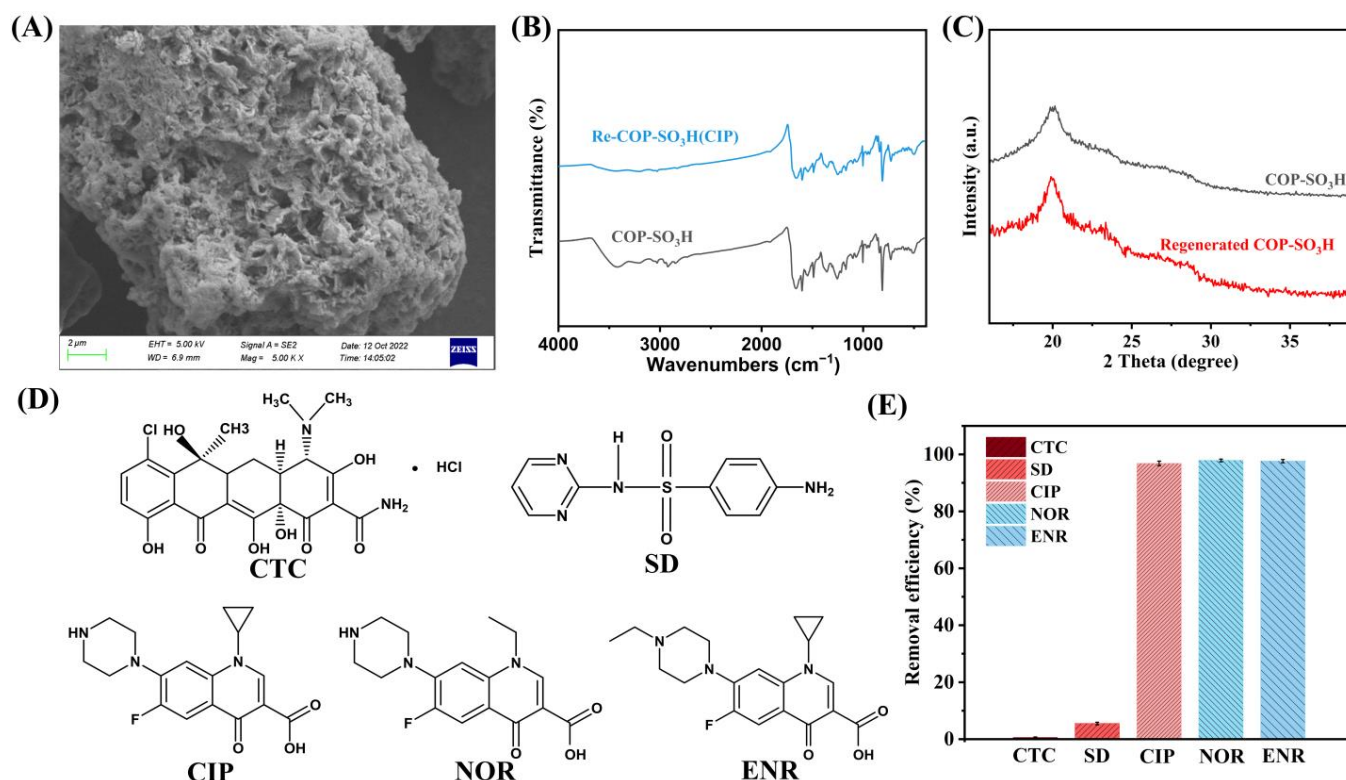 (A)
2 µm
EHT = 5.00 kV
Signal A = SE2
Date: 12 Oct 2022
WD = 6.9 mm
Mag = 5.00 K X
Time: 14:05:02
ZEISS
(B)
Transmittance (%)
Re-COP-SO₃H(CIP)
COP-SO₃H
4000 3000 2000 1000
Wavenumbers (cm⁻¹)
(C)
Intensity (a.u.)
COP-SO₃H
Regenerated COP-SO₃H
20 25 30 35
2 Theta (degree)
(D)
H₃C CH₃
N
Cl HO CH₃ H
OH
• HCl
NH₂
OH O OH OH O O
CTC
H O
N
N S NH₂
N O
SD
HN
N N
F O
O OH
CIP
HN
N N
F O
O OH
NOR
N
N N
F O
O OH
ENR
(E)
Removal efficiency (%)
100
80
60
40
20
0
CTC
SD
CIP
NOR
ENR
CTC SD CIP NOR ENR